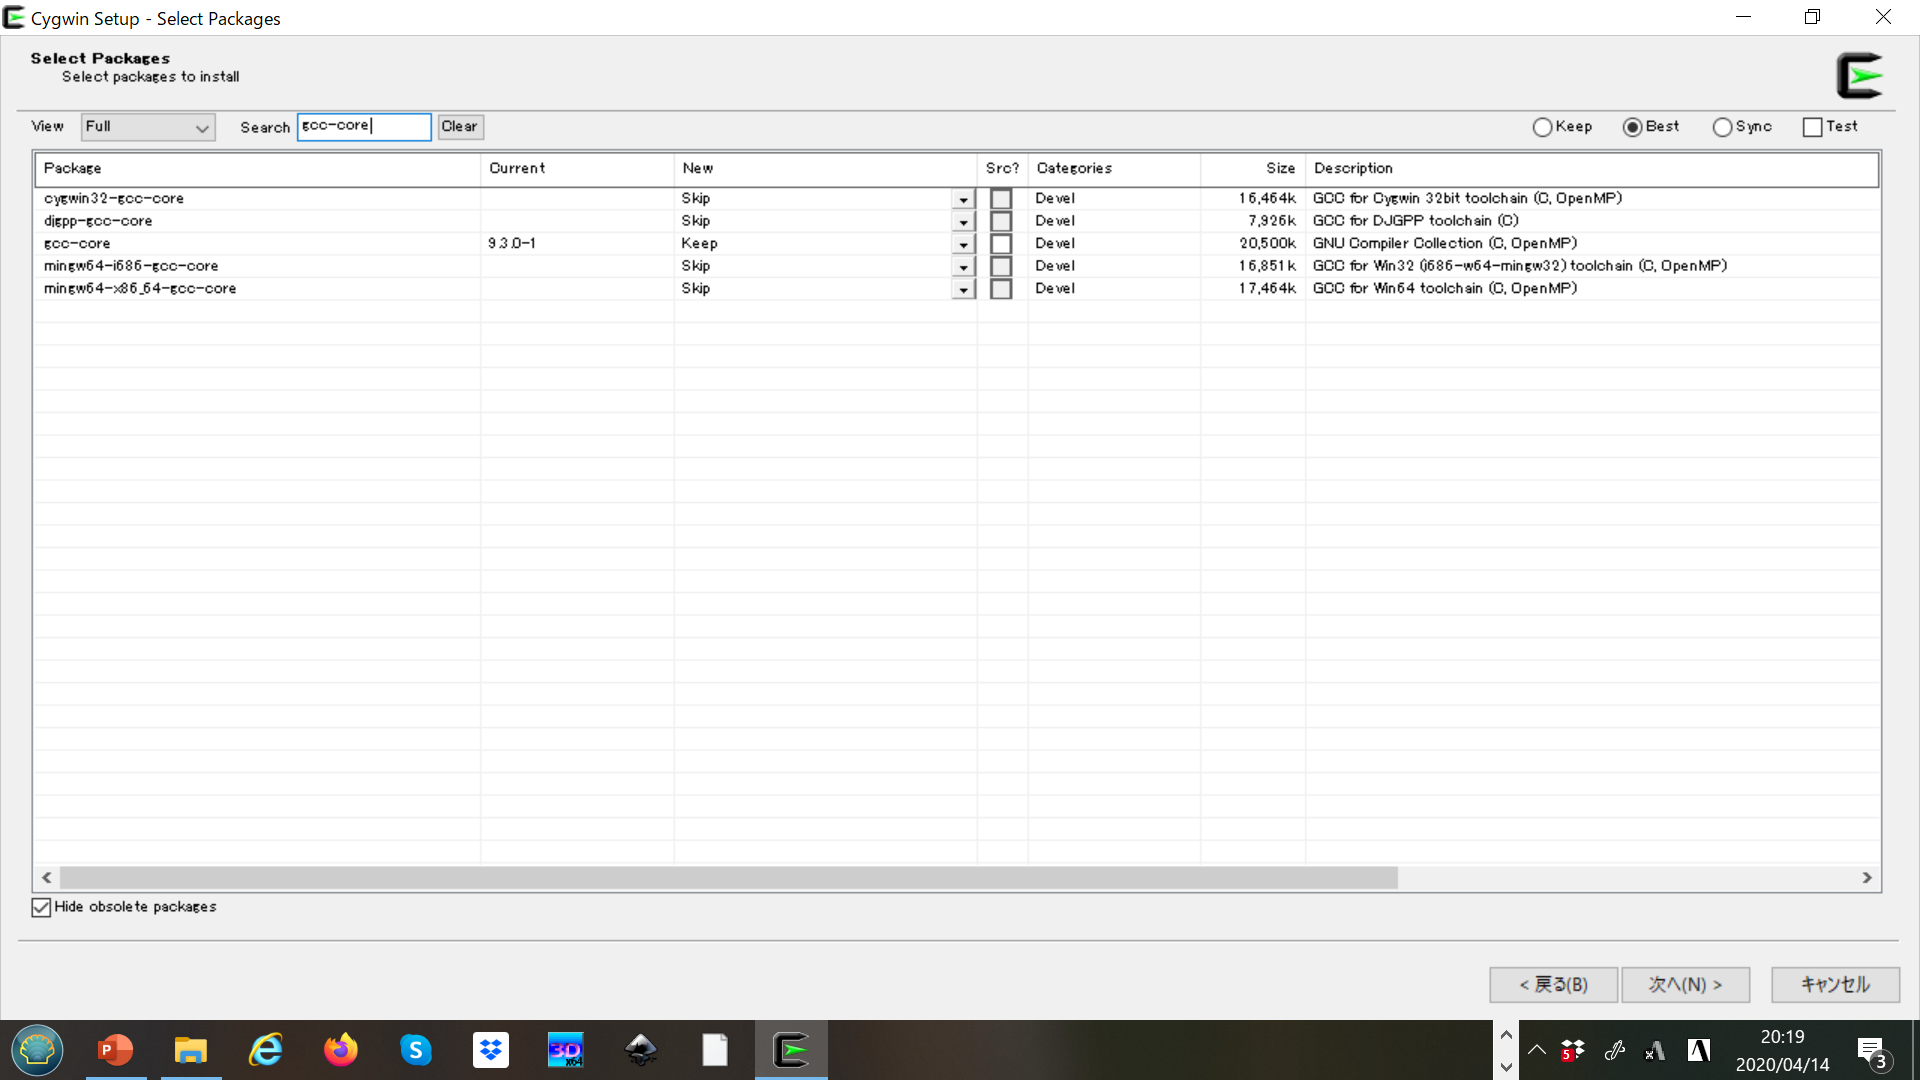 Cygwin Setup - Select Packages
Select Packages
Select packages to install
View Full Search gcc-core Clear Keep Best Sync Test
Package Current New Src? Categories Size Description
cygwin32-gcc-core Skip Devel 16,464k GCC for Cygwin 32bit toolchain (C, OpenMP)
djgpp-gcc-core Skip Devel 7,926k GCC for DJGPP toolchain (C)
gcc-core 9.3.0-1 Keep Devel 20,500k GNU Compiler Collection (C, OpenMP)
mingw64-i686-gcc-core Skip Devel 16,851k GCC for Win32 (i686-w64-mingw32) toolchain (C, OpenMP)
mingw64-x86_64-gcc-core Skip Devel 17,464k GCC for Win64 toolchain (C, OpenMP)
Hide obsolete packages
< 戻る(B) 次へ(N) > キャンセル
P S 3D x64 5 xA A 20:19
2020/04/14 3